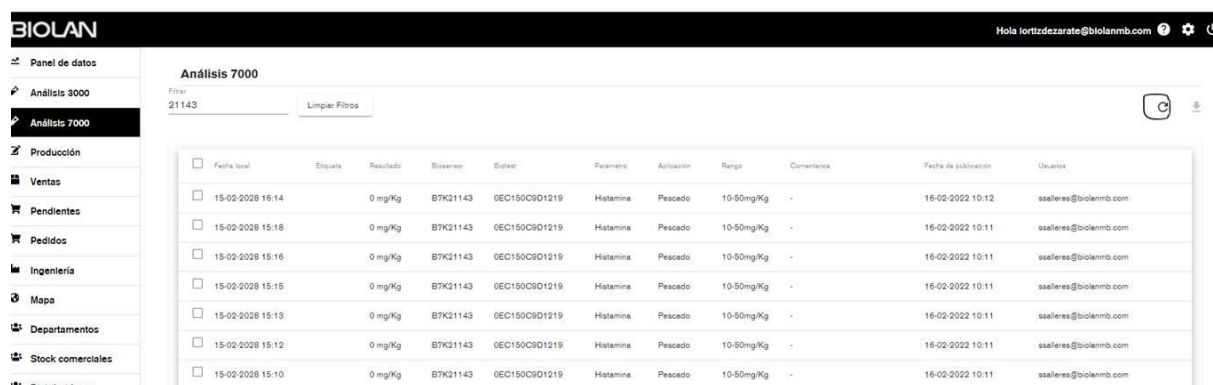 BIOLAN
Hola lortizdezarate@biolanmb.com
Panel de datos
Análisis 3000
Análisis 7000
Producción
Ventas
Pendientes
Pedidos
Ingeniería
Mapa
Departamentos
Stock comerciales
Análisis 7000
Filtrar
21143 Limpiar Filtros
Fecha local Etiqueta Resultado Biosensor Biotest Parámetro Aplicación Rango Comentarios Fecha de publicación Usuarios
15-02-2028 16:14 0 mg/Kg B7K21143 0EC150C9D1219 Histamina Pescado 10-50mg/Kg - 16-02-2022 10:12 ssalleres@biolanmb.com
15-02-2028 15:18 0 mg/Kg B7K21143 0EC150C9D1219 Histamina Pescado 10-50mg/Kg - 16-02-2022 10:11 ssalleres@biolanmb.com
15-02-2028 15:16 0 mg/Kg B7K21143 0EC150C9D1219 Histamina Pescado 10-50mg/Kg - 16-02-2022 10:11 ssalleres@biolanmb.com
15-02-2028 15:15 0 mg/Kg B7K21143 0EC150C9D1219 Histamina Pescado 10-50mg/Kg - 16-02-2022 10:11 ssalleres@biolanmb.com
15-02-2028 15:13 0 mg/Kg B7K21143 0EC150C9D1219 Histamina Pescado 10-50mg/Kg - 16-02-2022 10:11 ssalleres@biolanmb.com
15-02-2028 15:12 0 mg/Kg B7K21143 0EC150C9D1219 Histamina Pescado 10-50mg/Kg - 16-02-2022 10:11 ssalleres@biolanmb.com
15-02-2028 15:10 0 mg/Kg B7K21143 0EC150C9D1219 Histamina Pescado 10-50mg/Kg - 16-02-2022 10:11 ssalleres@biolanmb.com